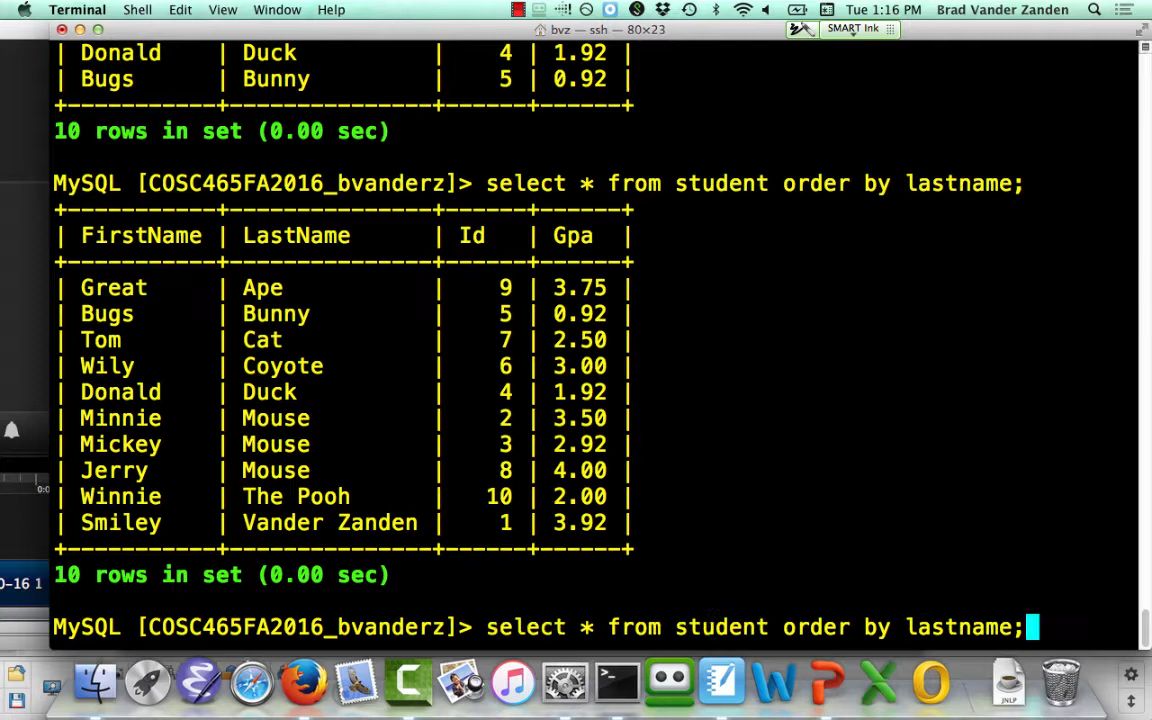 Terminal Shell Edit View Window Help Tue 1:16 PM Brad Vander Zanden
bvz — ssh — 80×23 SMART Ink
| Donald | Duck | 4 | 1.92 |
| Bugs | Bunny | 5 | 0.92 |
+-----------+----------------+------+------+
10 rows in set (0.00 sec)
MySQL [COSC465FA2016_bvanderz]> select * from student order by lastname;
+-----------+----------------+------+------+
| FirstName | LastName | Id | Gpa |
+-----------+----------------+------+------+
| Great | Ape | 9 | 3.75 |
| Bugs | Bunny | 5 | 0.92 |
| Tom | Cat | 7 | 2.50 |
| Wily | Coyote | 6 | 3.00 |
| Donald | Duck | 4 | 1.92 |
| Minnie | Mouse | 2 | 3.50 |
| Mickey | Mouse | 3 | 2.92 |
| Jerry | Mouse | 8 | 4.00 |
| Winnie | The Pooh | 10 | 2.00 |
| Smiley | Vander Zanden | 1 | 3.92 |
+-----------+----------------+------+------+
10 rows in set (0.00 sec)
0-16 1
MySQL [COSC465FA2016_bvanderz]> select * from student order by lastname;
JNLP